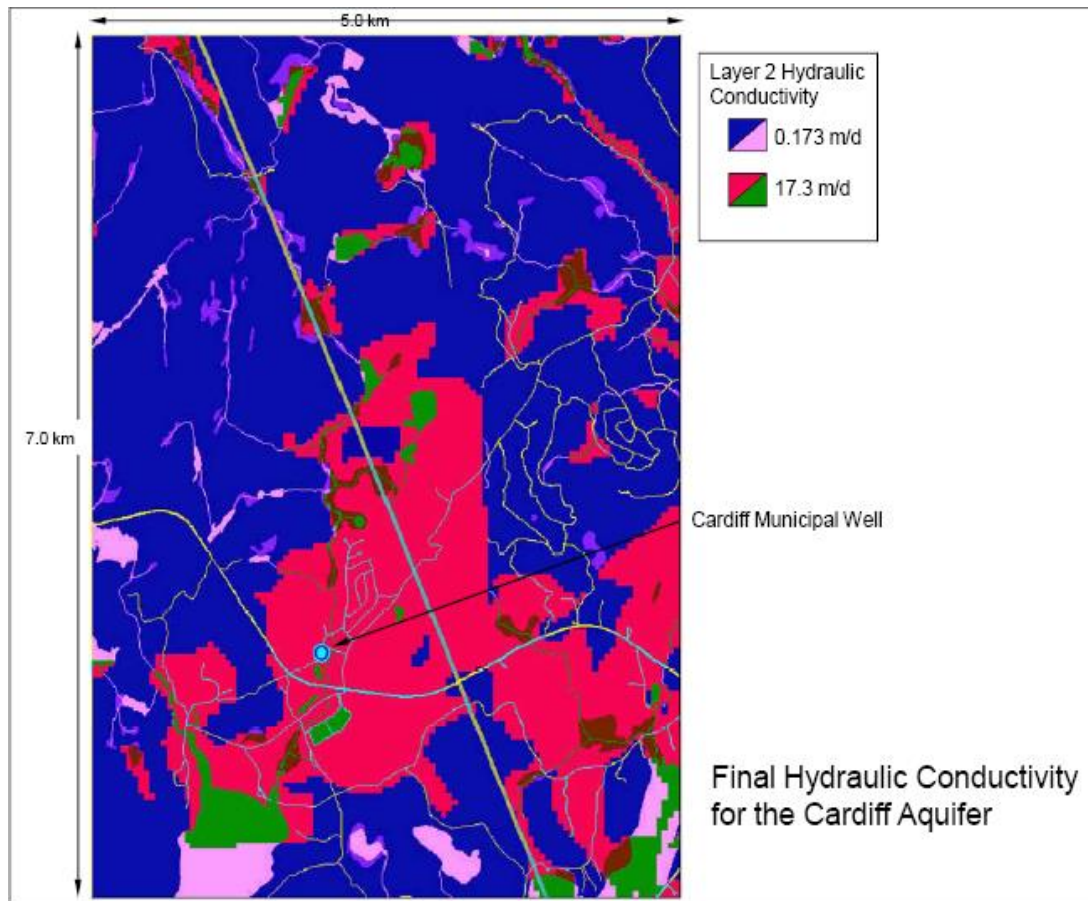 5.0 km
Layer 2 Hydraulic
Conductivity
0.173 m/d
17.3 m/d
7.0 km
Cardiff Municipal Well
Final Hydraulic Conductivity
for the Cardiff Aquifer